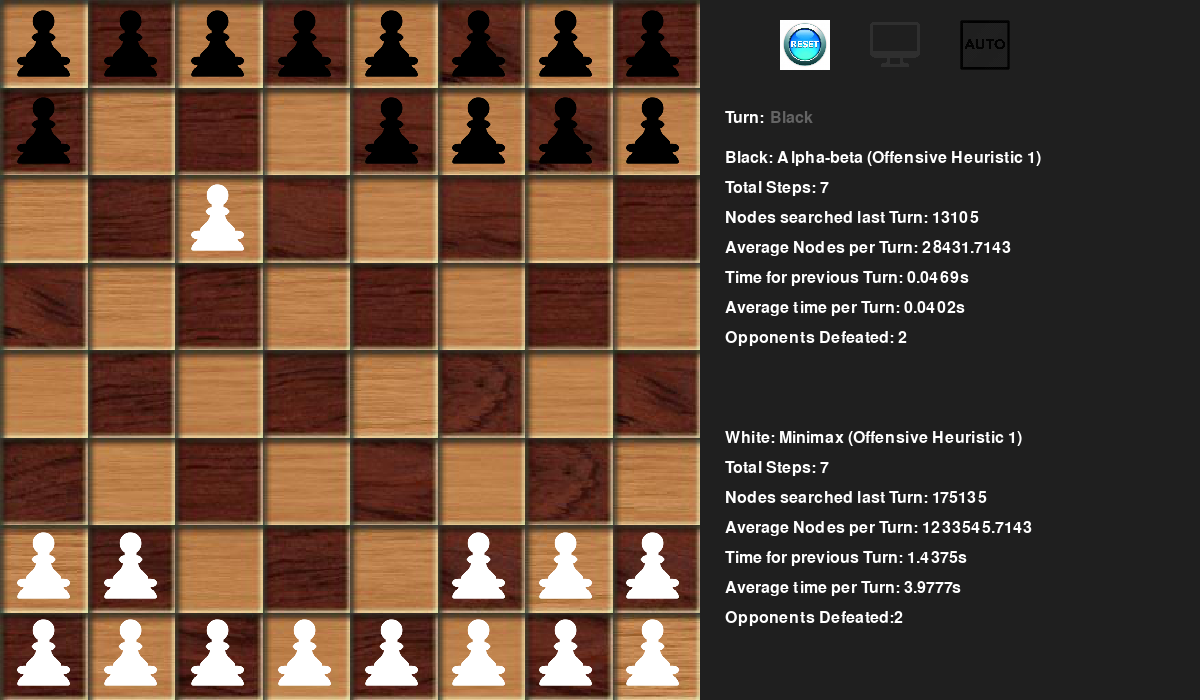 RESET
AUTO
Turn: Black
Black: Alpha-beta (Offensive Heuristic 1)
Total Steps: 7
Nodes searched last Turn: 13105
Average Nodes per Turn: 28431.7143
Time for previous Turn: 0.0469s
Average time per Turn: 0.0402s
Opponents Defeated: 2
White: Minimax (Offensive Heuristic 1)
Total Steps: 7
Nodes searched last Turn: 175135
Average Nodes per Turn: 1233545.7143
Time for previous Turn: 1.4375s
Average time per Turn: 3.9777s
Opponents Defeated:2